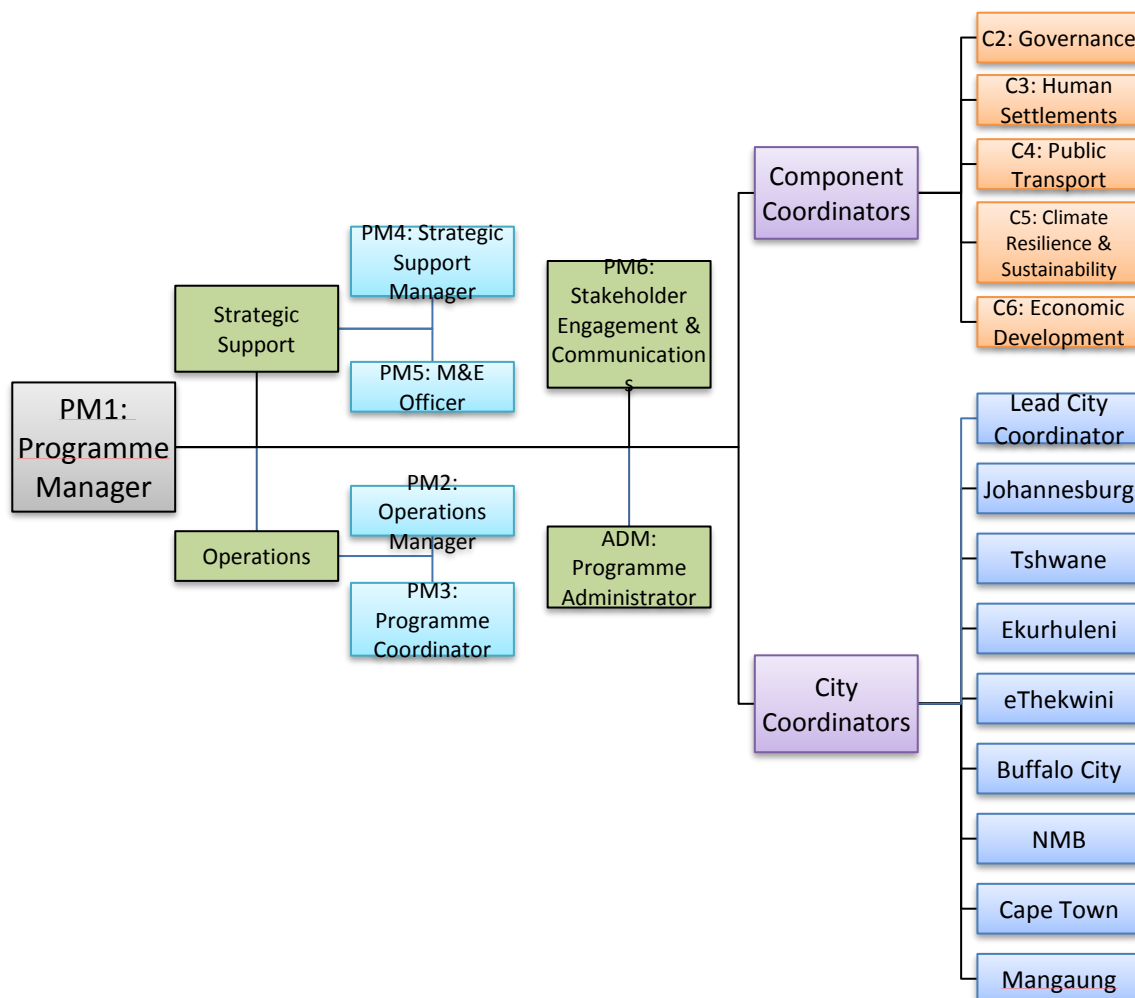 PM1:
Programme
Manager
Strategic
Support
PM4: Strategic
Support
Manager
PM5: M&E
Officer
Operations
PM2:
Operations
Manager
PM3:
Programme
Coordinator
PM6:
Stakeholder
Engagement &
Communication
s
ADM:
Programme
Administrator
Component
Coordinators
C2: Governance
C3: Human
Settlements
C4: Public
Transport
C5: Climate
Resilience &
Sustainability
C6: Economic
Development
City
Coordinators
Lead City
Coordinator
Johannesburg
Tshwane
Ekurhuleni
eThekwini
Buffalo City
NMB
Cape Town
Mangaung